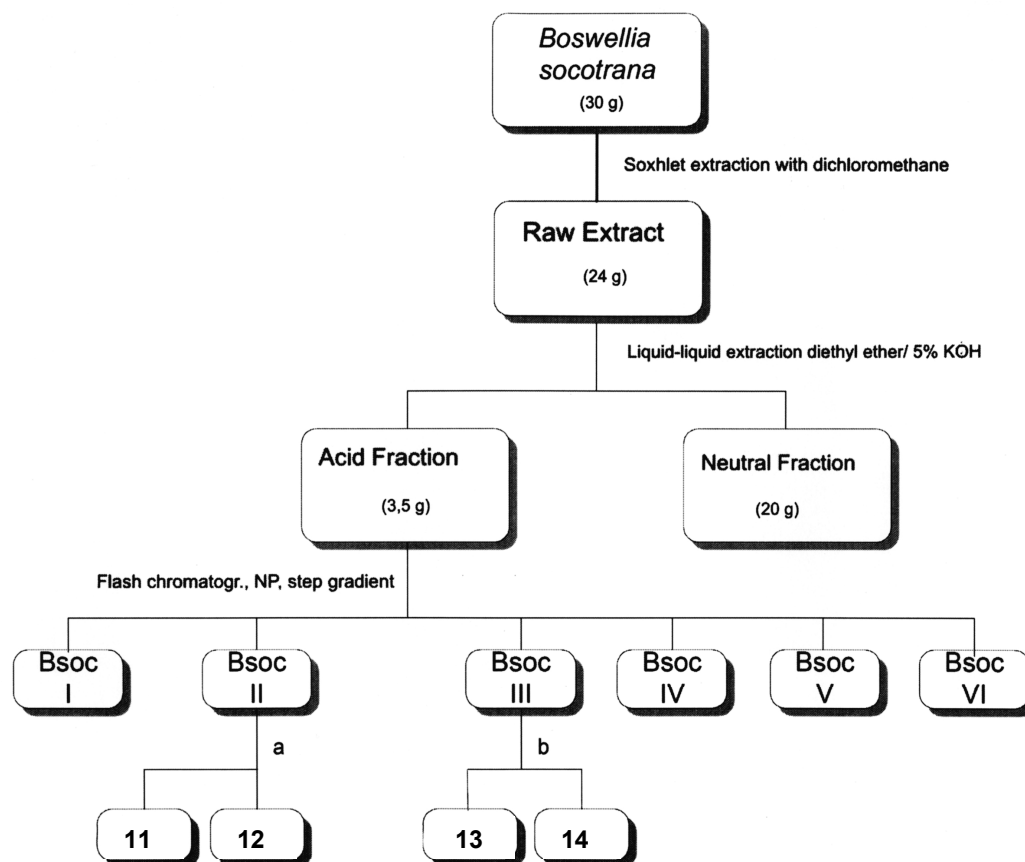 Boswellia
socotrana
(30 g)
Soxhlet extraction with dichloromethane
Raw Extract
(24 g)
Liquid-liquid extraction diethyl ether/ 5% KOH
Acid Fraction
(3,5 g)
Neutral Fraction
(20 g)
Flash chromatogr., NP, step gradient
Bsoc
I
Bsoc
II
Bsoc
III
Bsoc
IV
Bsoc
V
Bsoc
VI
a
b
11
12
13
14